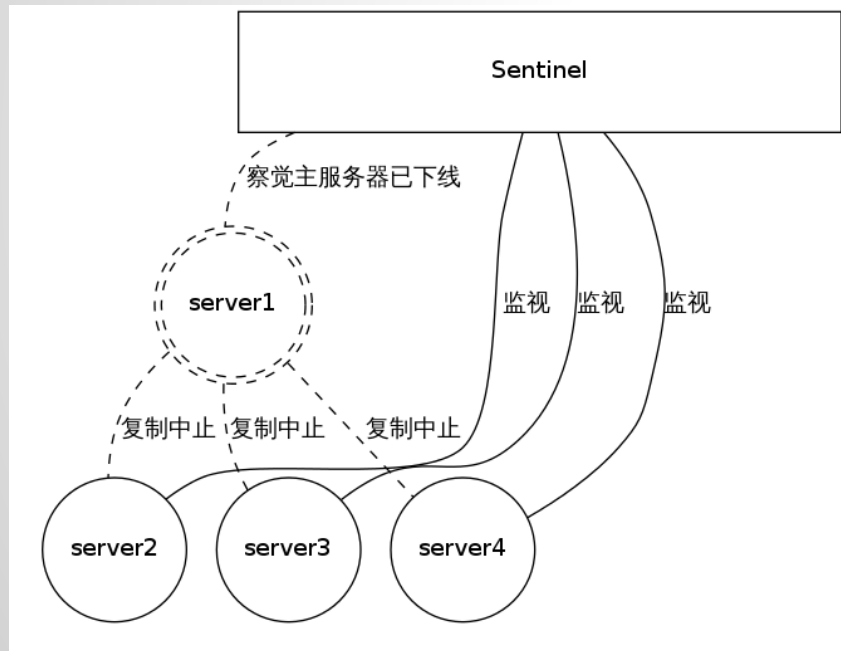 Sentinel
察觉主服务器已下线
server1
监视
监视
监视
复制中止
复制中止
复制中止
server2
server3
server4